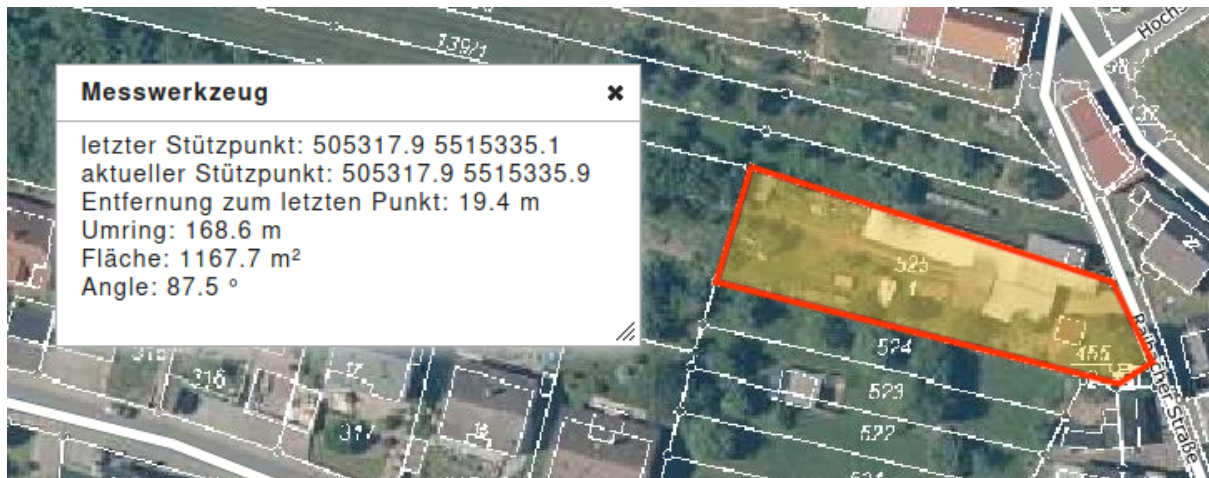 Hochs
139/1
Messwerkzeug
letzter Stützpunkt: 505317.9 5515335.1
aktueller Stützpunkt: 505317.9 5515335.9
Entfernung zum letzten Punkt: 19.4 m
Umring: 168.6 m
Fläche: 1167.7 m²
Angle: 87.5 °
525
1
524
455
523
522
316
317
Raibacher Straße